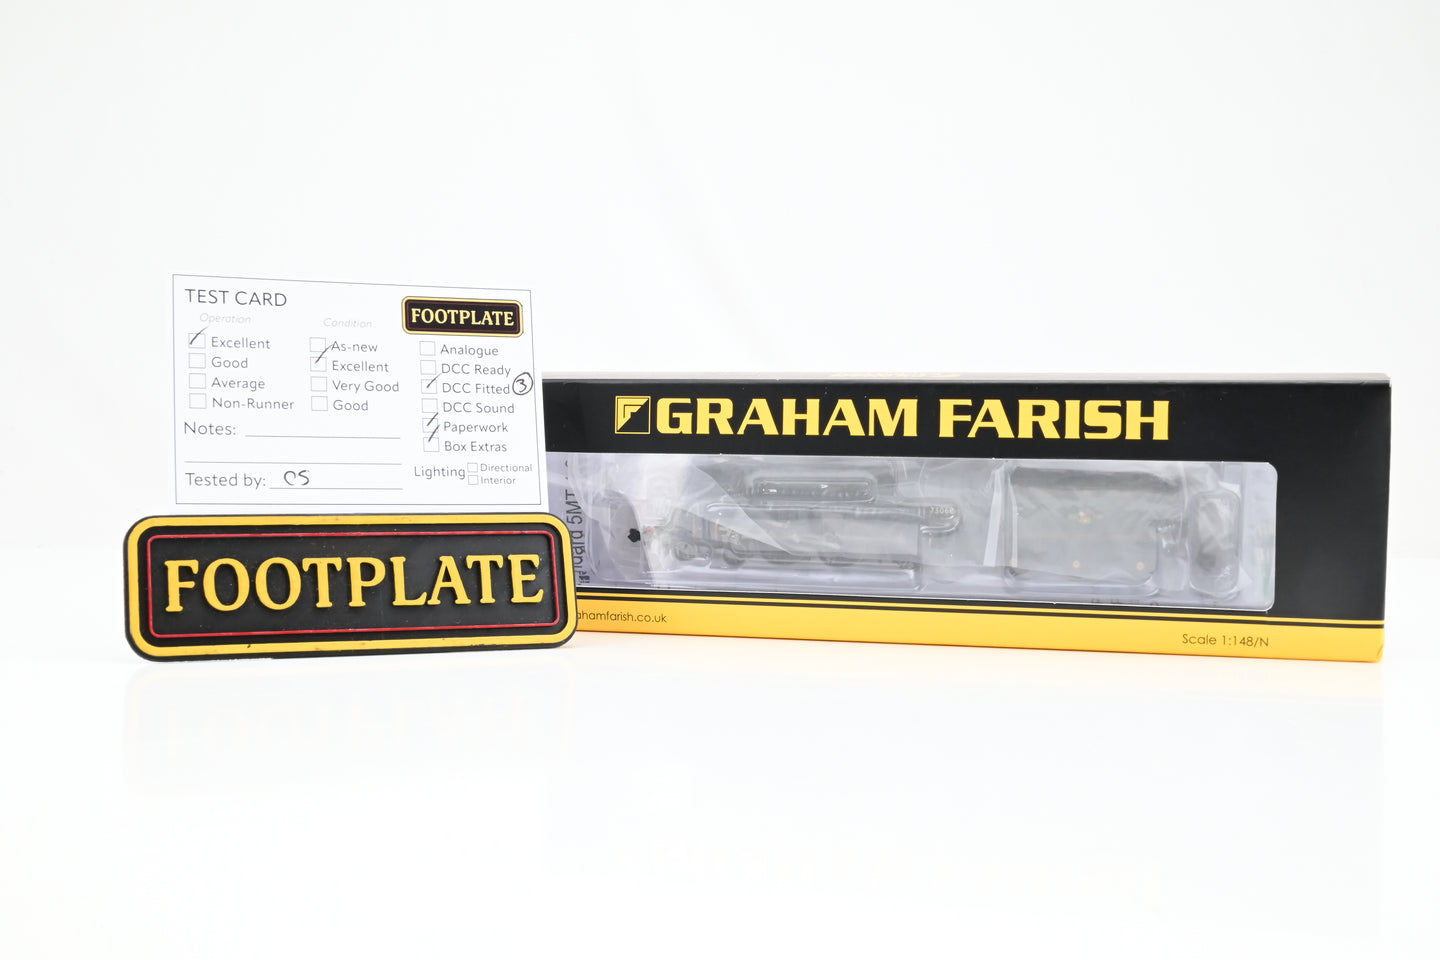 TEST CARD
FOOTPLATE
Operation
Excellent
Good
Average
Non-Runner
Condition
As-new
Excellent
Very Good
Good
Analogue
DCC Ready
DCC Fitted 3
DCC Sound
Paperwork
Box Extras
Notes:
Lighting
Directional
Interior
Tested by: CS
FOOTPLATE
GRAHAM FARISH
5MT
73068
ahamfarish.co.uk
Scale 1:148/N